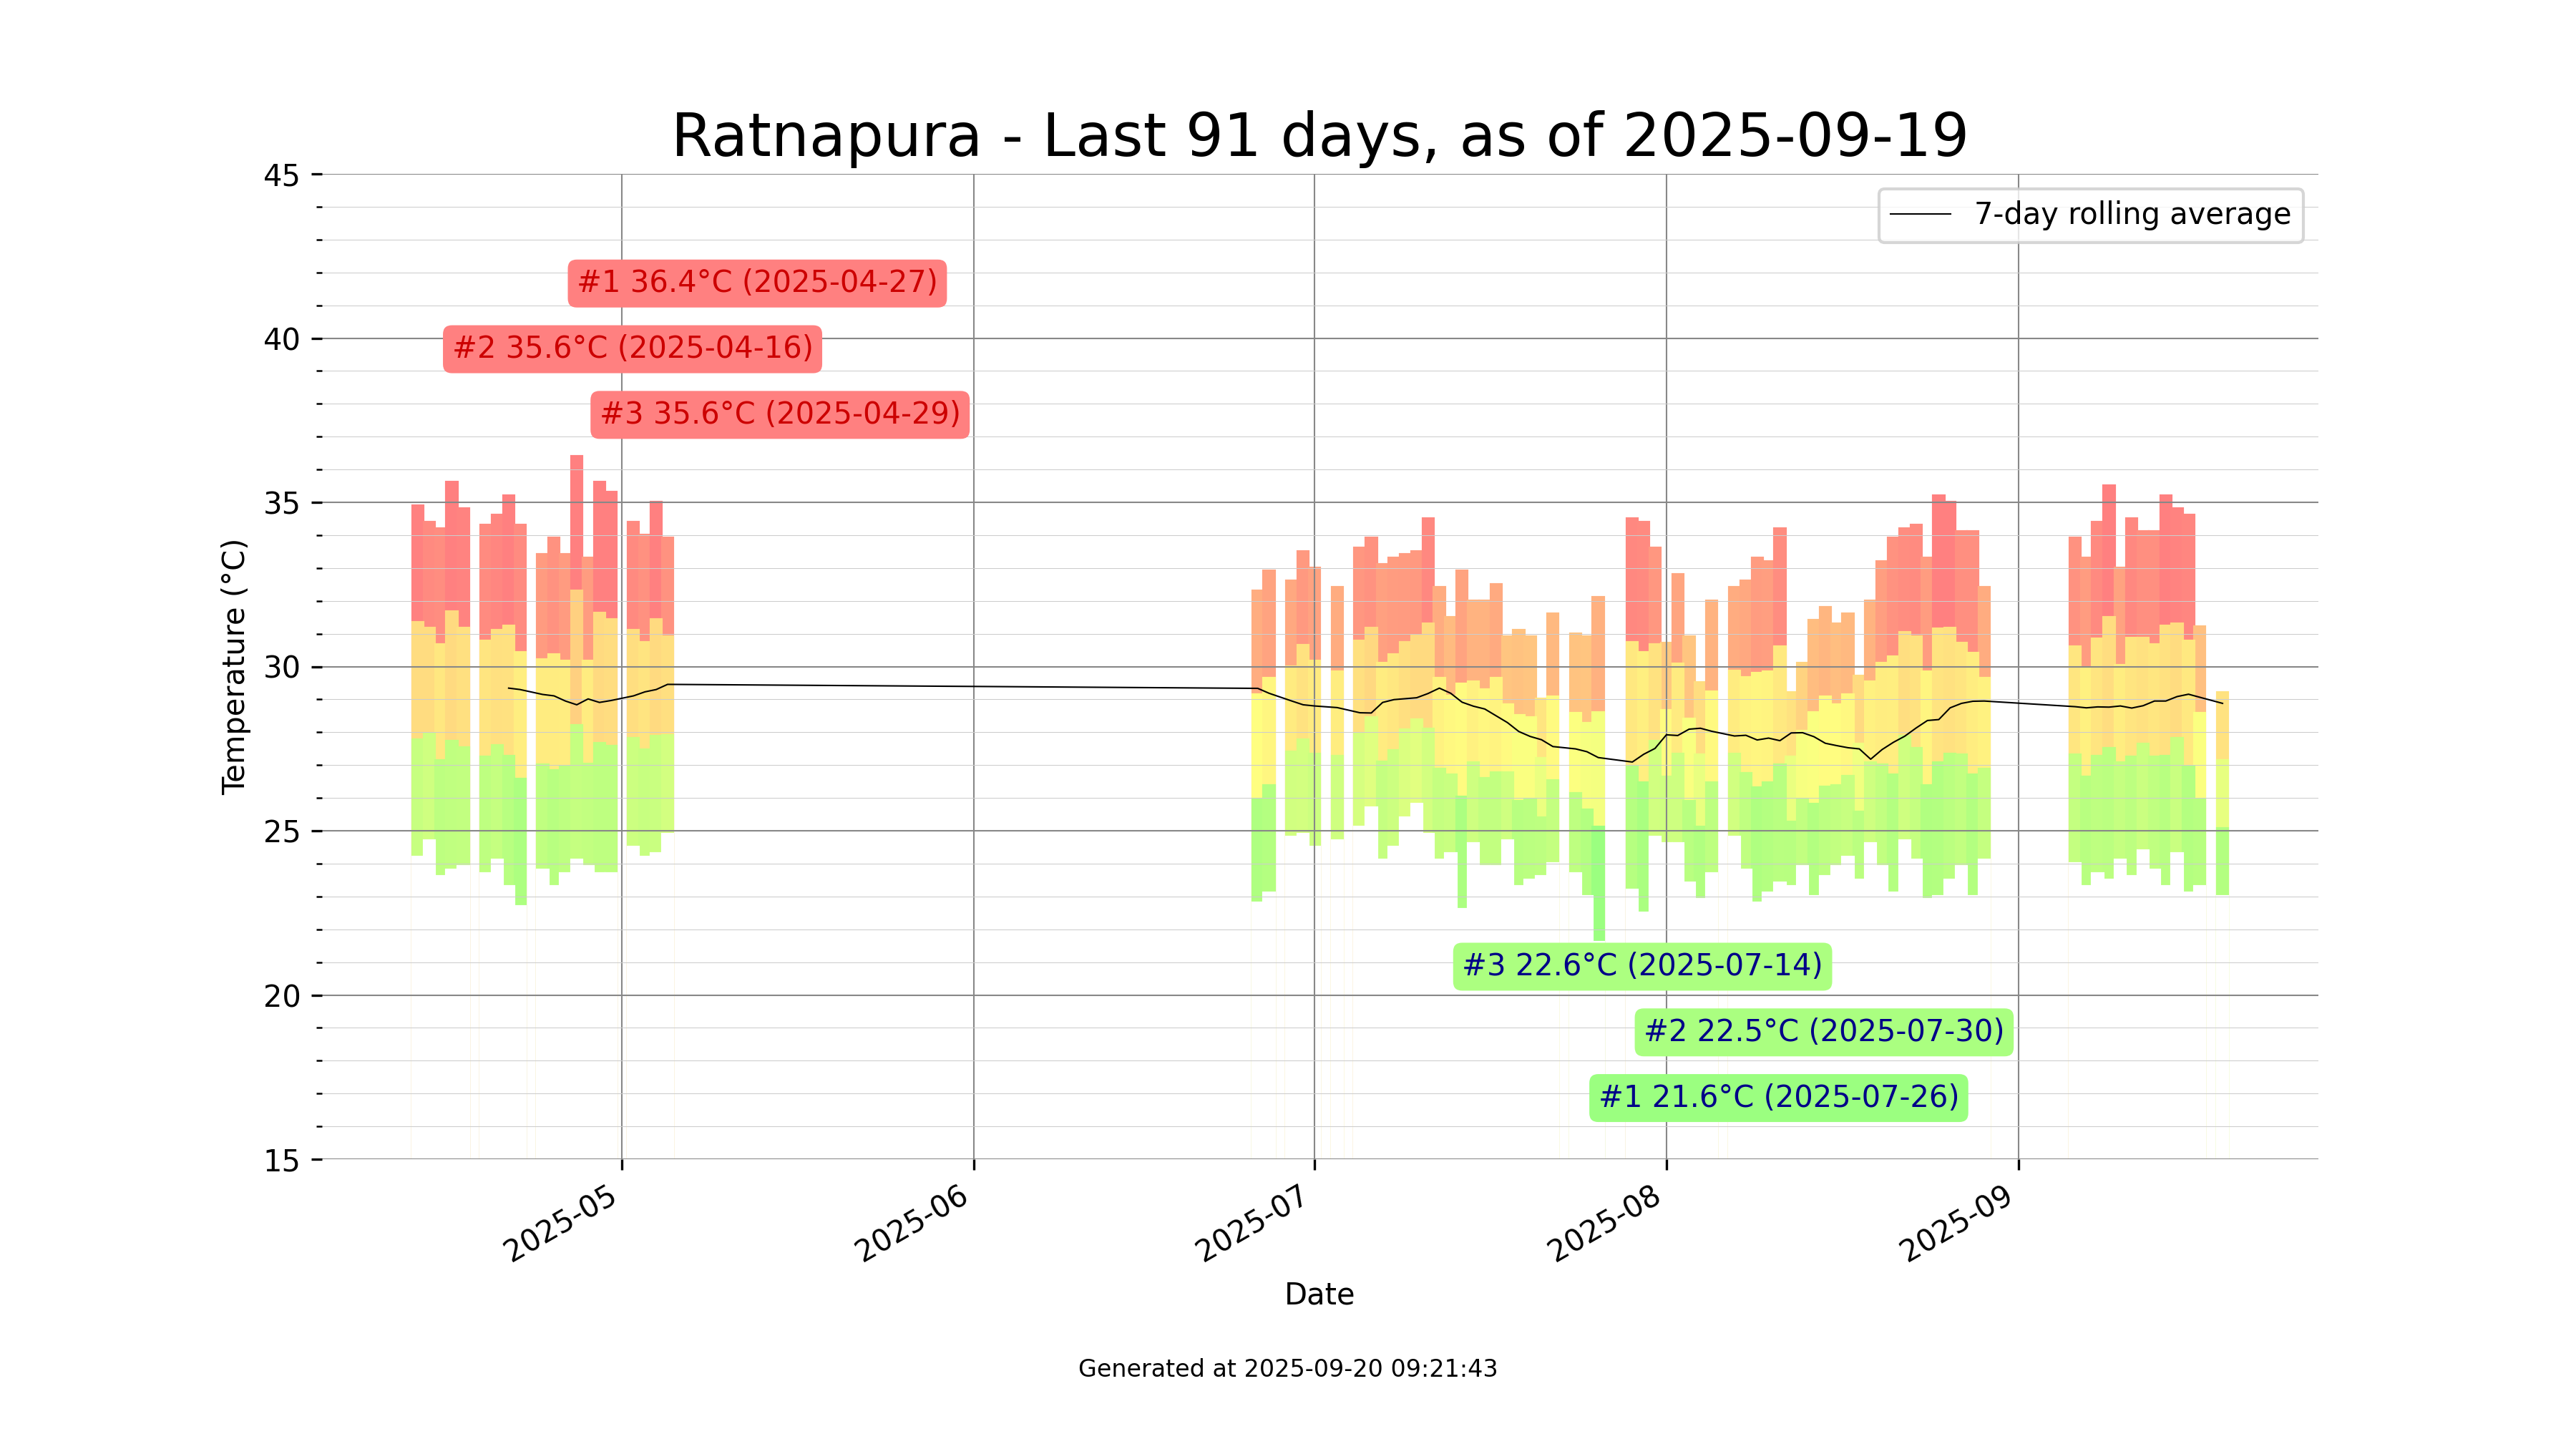 Ratnapura - Last 91 days, as of 2025-09-19
7-day rolling average
#1 36.4°C (2025-04-27)
#2 35.6°C (2025-04-16)
#3 35.6°C (2025-04-29)
45
40
35
30
25
20
15
Temperature (°C)
#3 22.6°C (2025-07-14)
#2 22.5°C (2025-07-30)
#1 21.6°C (2025-07-26)
2025-05
2025-06
2025-07
2025-08
2025-09
Date
Generated at 2025-09-20 09:21:43